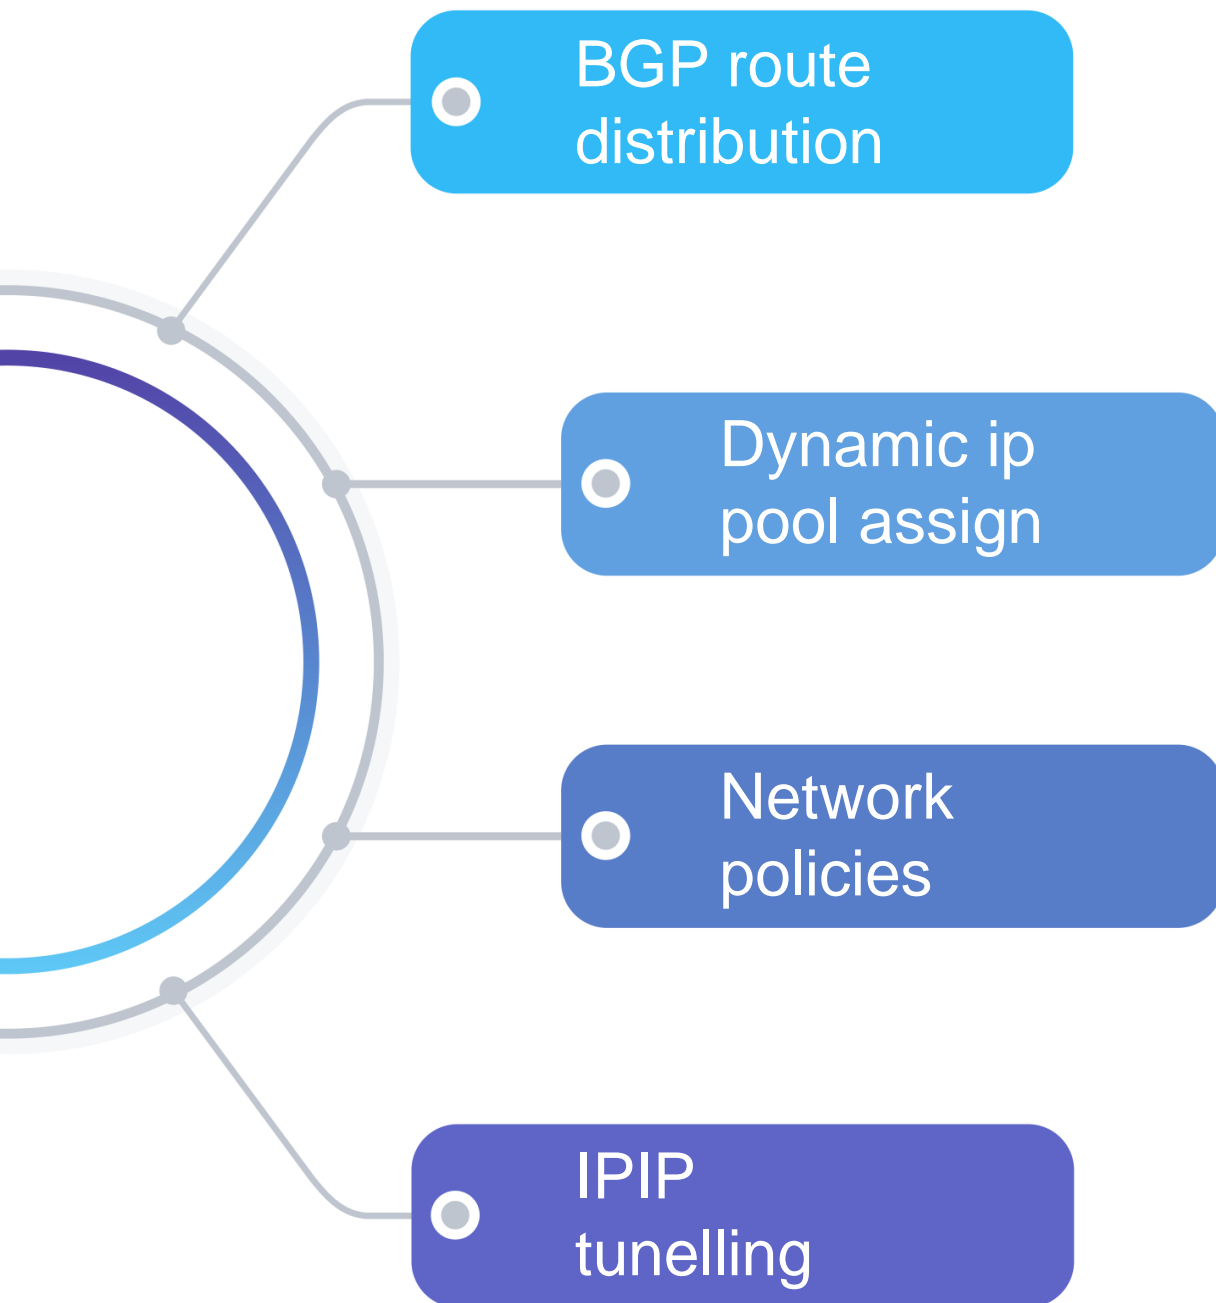 BGP route
distribution
Dynamic ip
pool assign
Network
policies
IPIP
tunelling